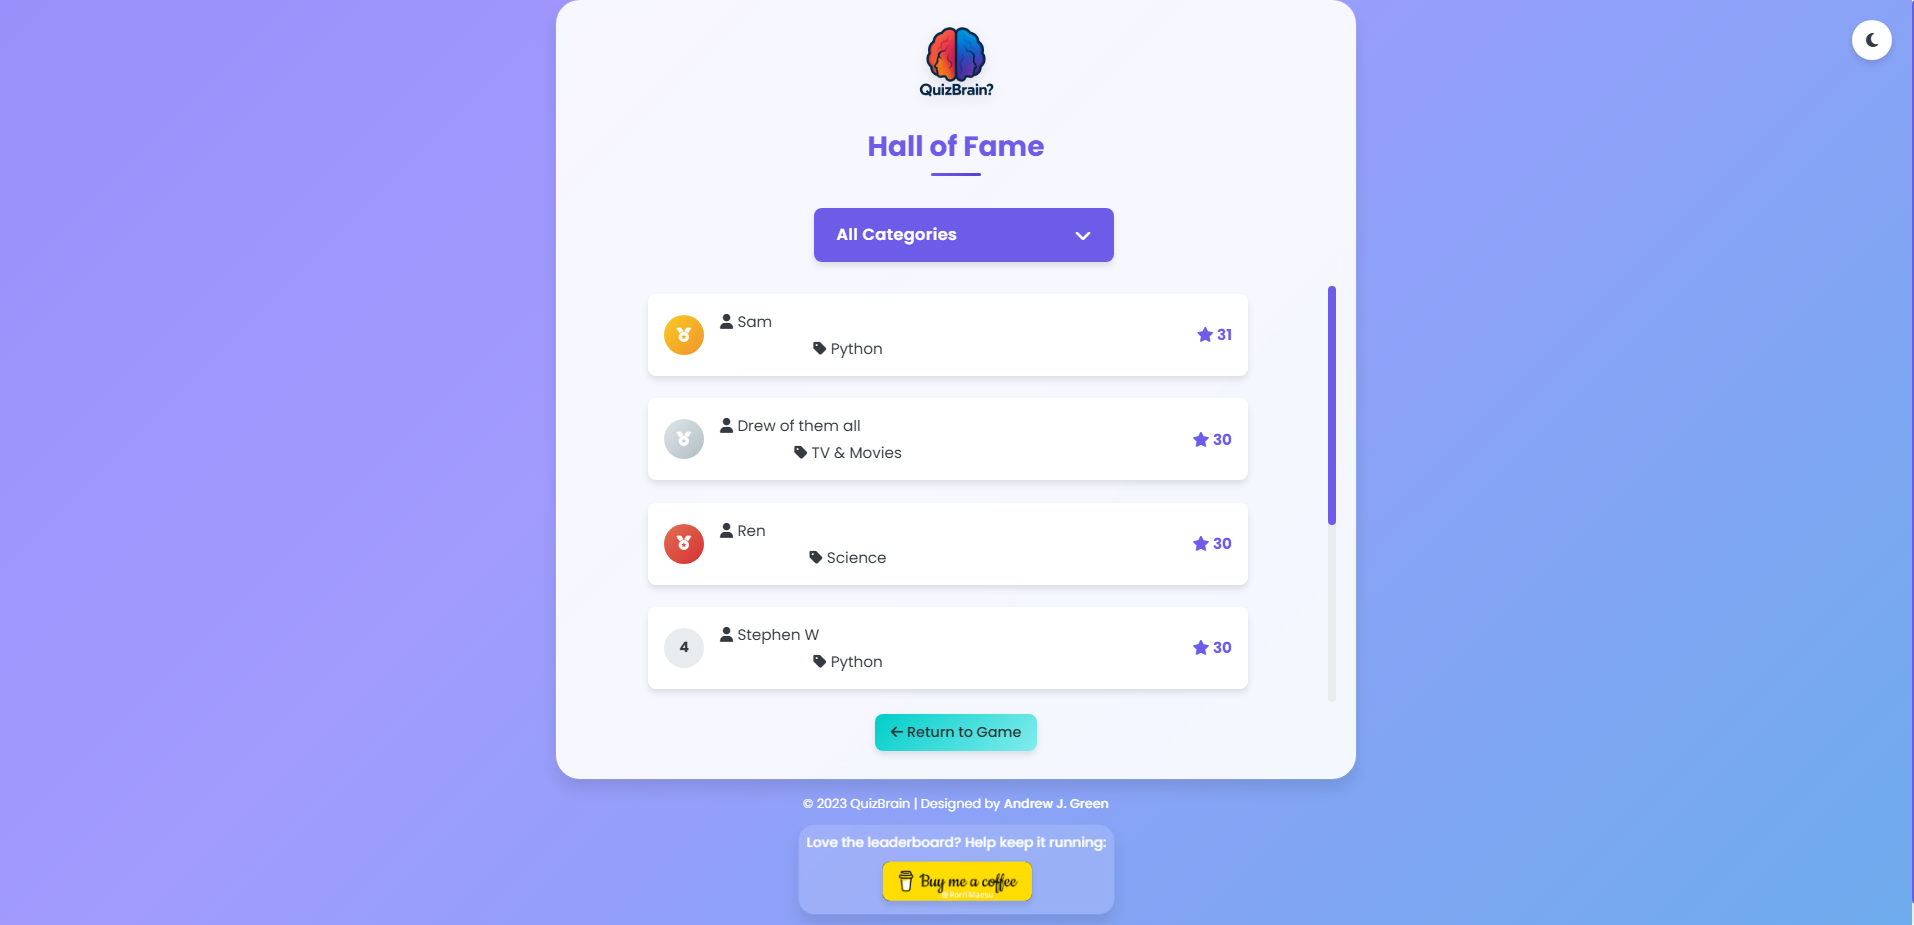 QuizBrain?
Hall of Fame
All Categories
Sam
Python
31
Drew of them all
TV & Movies
30
Ren
Science
30
4
Stephen W
Python
30
Return to Game
© 2023 QuizBrain | Designed by Andrew J. Green
Love the leaderboard? Help keep it running:
Buy me a coffee